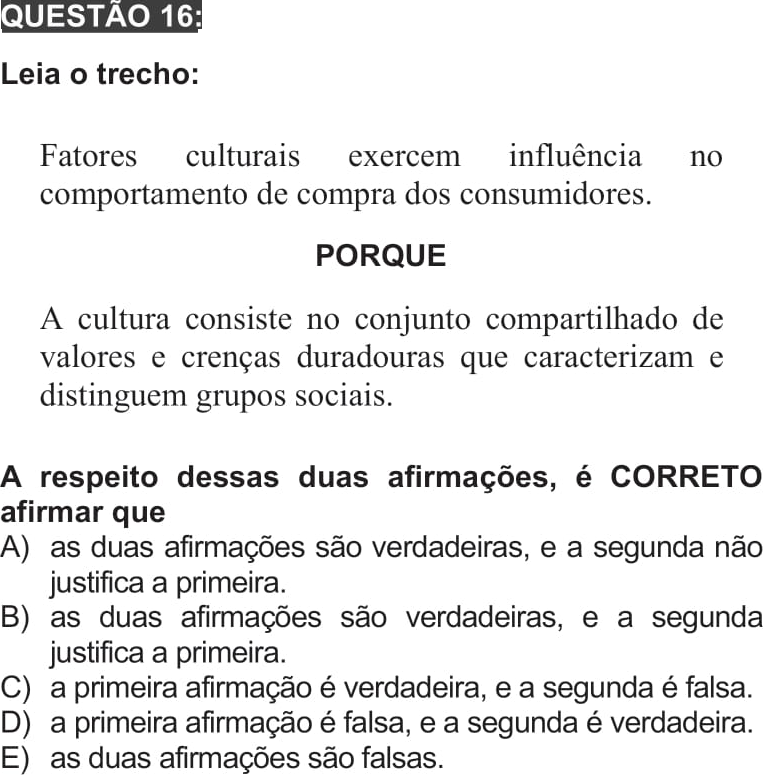 QUESTÃO 16:
Leia o trecho:
Fatores culturais exercem influência no
comportamento de compra dos consumidores.
PORQUE
A cultura consiste no conjunto compartilhado de
valores e crenças duradouras que caracterizam e
distinguem grupos sociais.
A respeito dessas duas afirmações, é CORRETO
afirmar que
A) as duas afirmações são verdadeiras, e a segunda não
justifica a primeira.
B) as duas afirmações são verdadeiras, e a segunda
justifica a primeira.
C) a primeira afirmação é verdadeira, e a segunda é falsa.
D) a primeira afirmação é falsa, e a segunda é verdadeira.
E) as duas afirmações são falsas.